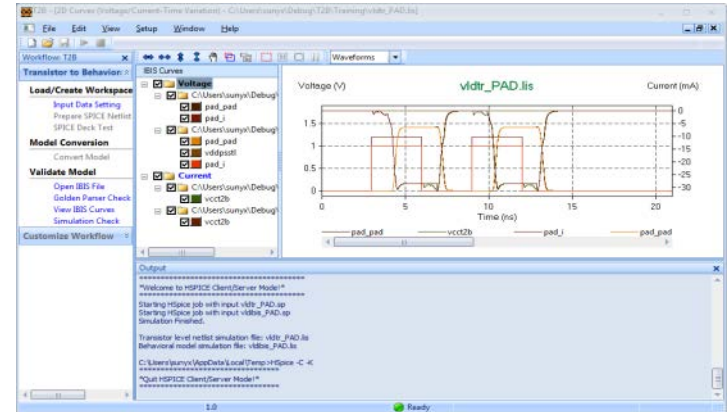 T2B - [2D Curves (Voltage/Current-Time Variation) - C:\Users\sunyx\Debug\T2B\Training\vldtr_PAD.lis]
File Edit View Setup Window Help
Waveforms
Workflow: T2B
Transistor to Behavior
Load/Create Workspace
Input Data Setting
Prepare SPICE Netlist
SPICE Deck Test
Model Conversion
Convert Model
Validate Model
Open IBIS File
Golden Parser Check
View IBIS Curves
Simulation Check
Customize Workflow
IBIS Curves
Voltage
C:\Users\sunyx\Debug\
pad_pad
pad_i
C:\Users\sunyx\Debug\
pad_pad
vddpsstl
pad_i
Current
C:\Users\sunyx\Debug\
vcct2b
C:\Users\sunyx\Debug\
vcct2b
Voltage (V)
vldtr_PAD.lis
Current (mA)
1.5
1
0.5
0
0
-5
-10
-15
-20
-25
-30
0 5 10 15 20
Time (ns)
pad_pad vcct2b pad_i pad_pad
Output
****************************************
*Welcome to HSPICE Client/Server Mode!*
****************************************
Starting HSpice job with input vldtr_PAD.sp
Starting HSpice job with input vldibis_PAD.sp
Simulation Finished.
Transistor level netlist simulation file: vldtr_PAD.lis
Behavioral model simulation file: vldibis_PAD.lis
C:\Users\sunyx\AppData\Local\Temp>HSpice -C -K
****************************************
*Quit HSPICE Client/Server Mode!*
****************************************
1.0 Ready